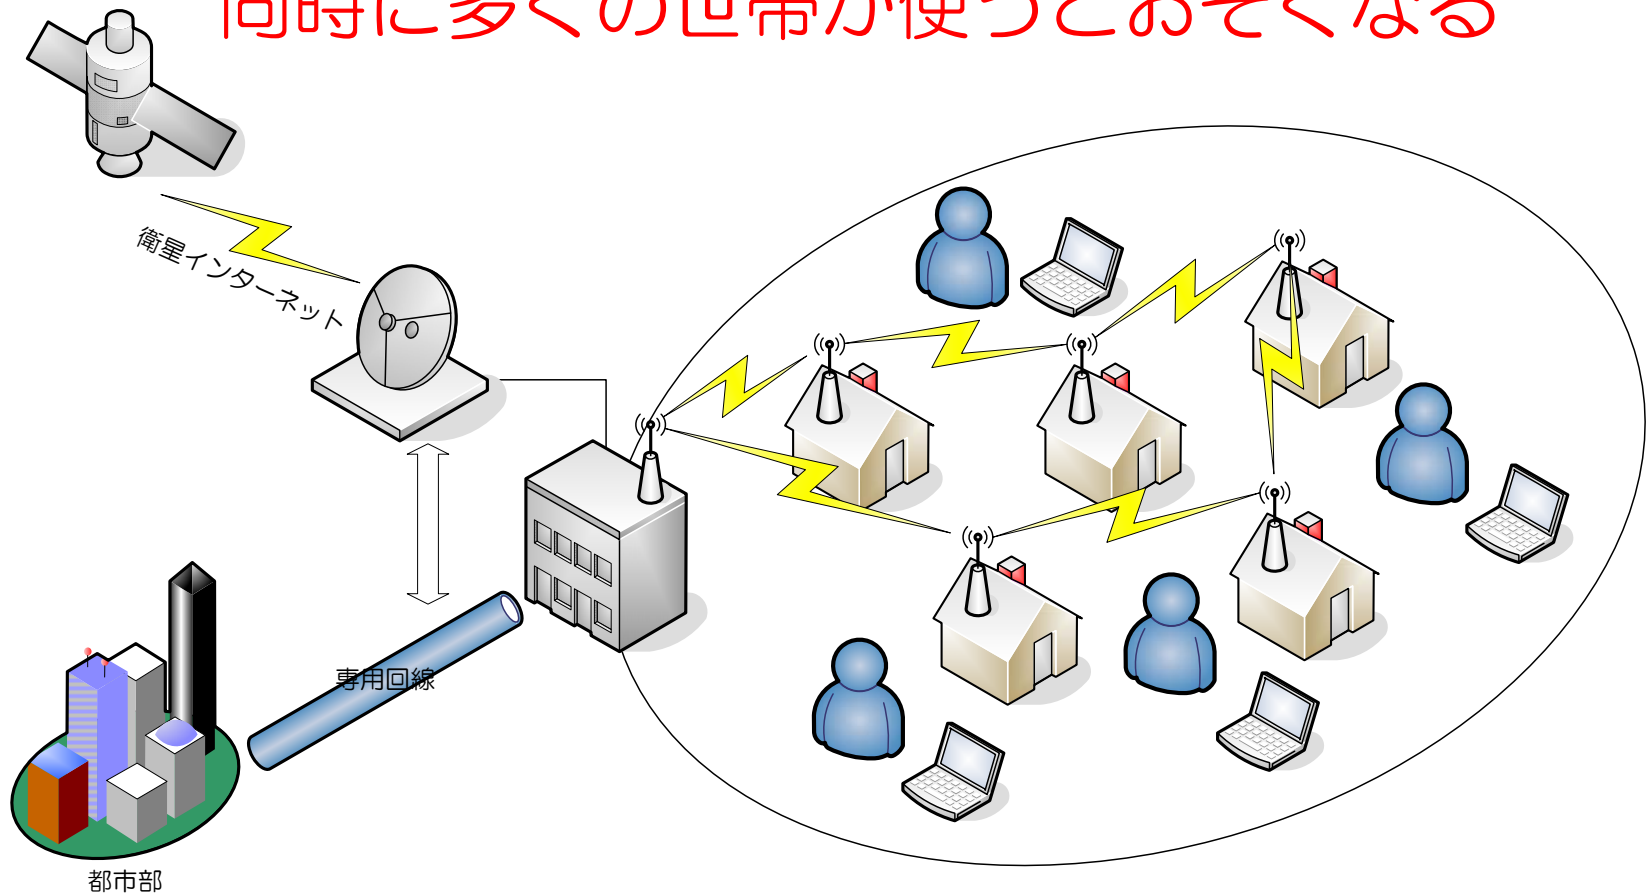 同時に多くの世帯が使うとおそくなる
衛星インターネット
専用回線
都市部